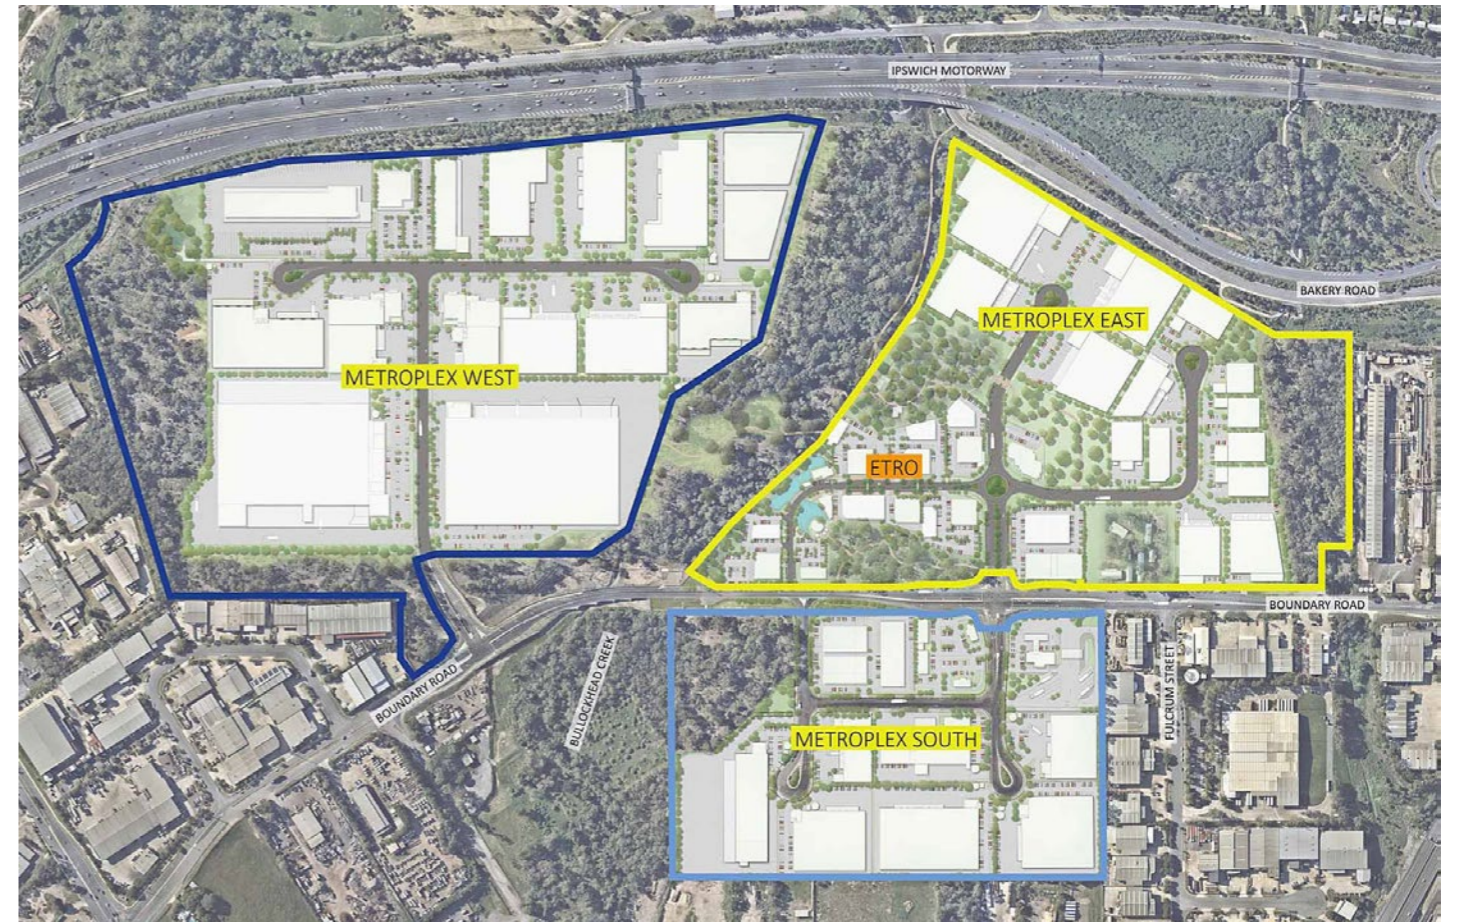 IPSWICH MOTORWAY
BAKERY ROAD
METROPLEX EAST
METROPLEX WEST
ETRO
BOUNDARY ROAD
BULLOCKHEAD CREEK
FULCRUM STREET
BOUNDARY ROAD
METROPLEX SOUTH